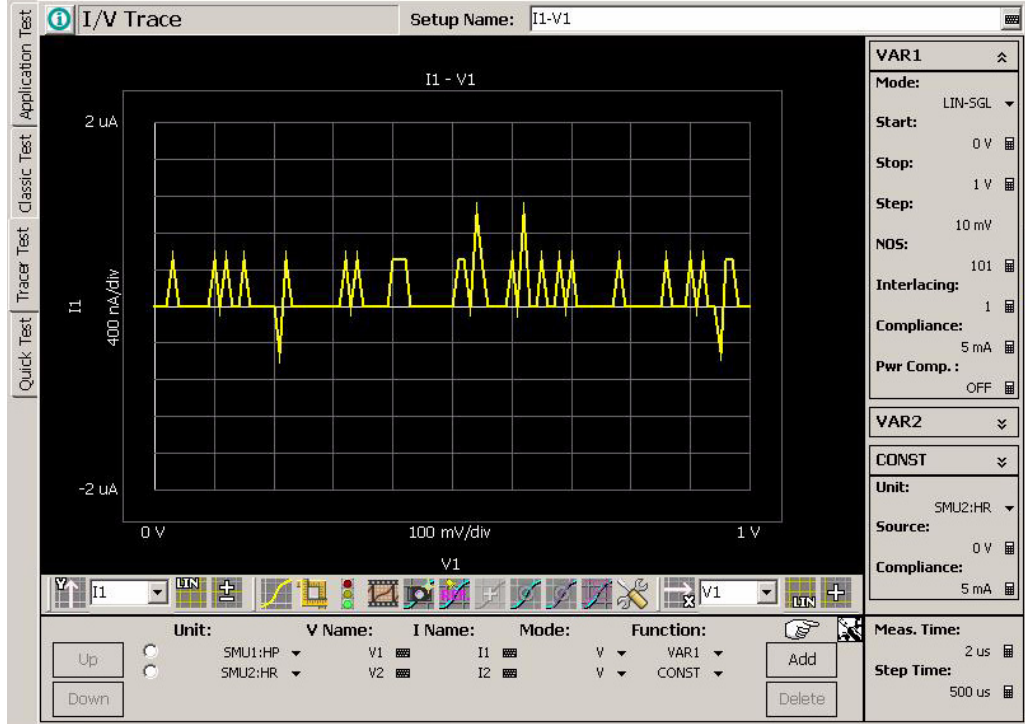 I/V Trace
Setup Name: I1-V1
Application Test
Classic Test
Tracer Test
Quick Test
I1 - V1
2 uA
I1
400 nA/div
-2 uA
0 V
100 mV/div
1 V
V1
VAR1
Mode:
LIN-SGL
Start:
0 V
Stop:
1 V
Step:
10 mV
NOS:
101
Interlacing:
1
Compliance:
5 mA
Pwr Comp. :
OFF
VAR2
CONST
Unit:
SMU2:HR
Source:
0 V
Compliance:
5 mA
Y
I1
LIN
X
V1
LIN
Unit: V Name: I Name: Mode: Function:
Up
SMU1:HP V1 I1 V VAR1
SMU2:HR V2 I2 V CONST
Down
Add
Delete
Meas. Time:
2 us
Step Time:
500 us